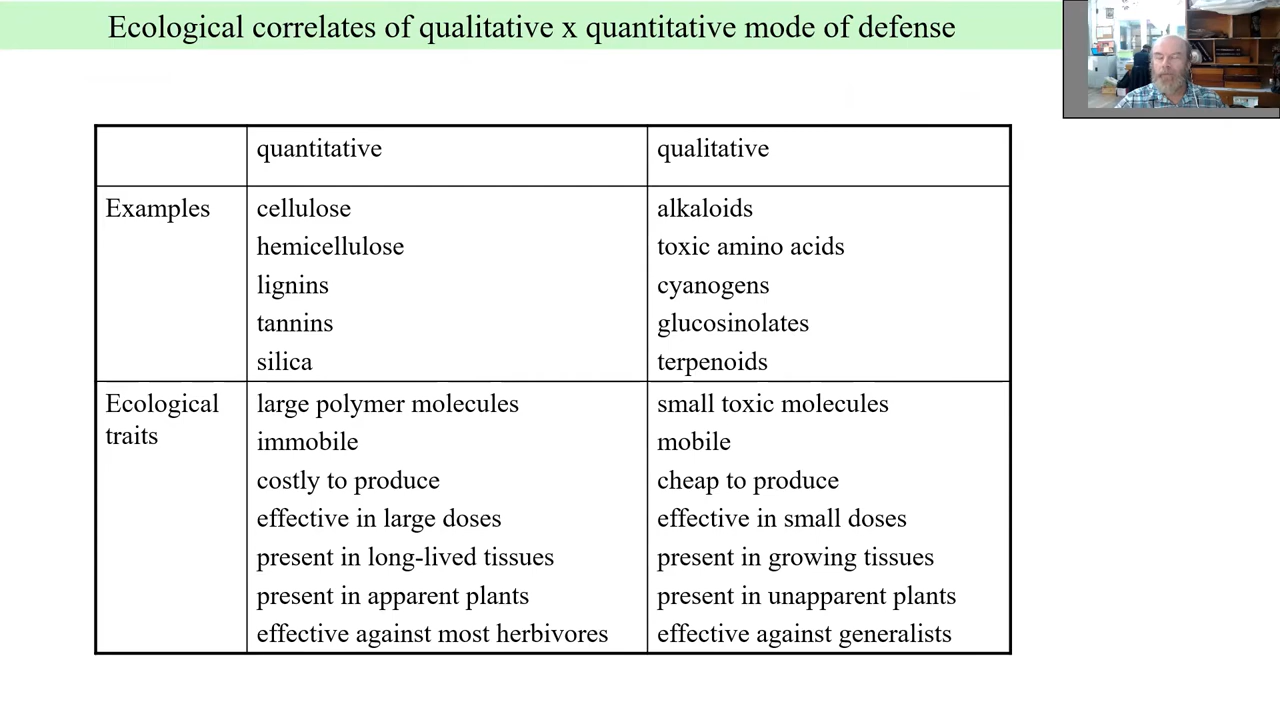 Ecological correlates of qualitative x quantitative mode of defense
quantitative
qualitative
Examples
cellulose
hemicellulose
lignins
tannins
silica
alkaloids
toxic amino acids
cyanogens
glucosinolates
terpenoids
Ecological
traits
large polymer molecules
immobile
costly to produce
effective in large doses
present in long-lived tissues
present in apparent plants
effective against most herbivores
small toxic molecules
mobile
cheap to produce
effective in small doses
present in growing tissues
present in unapparent plants
effective against generalists